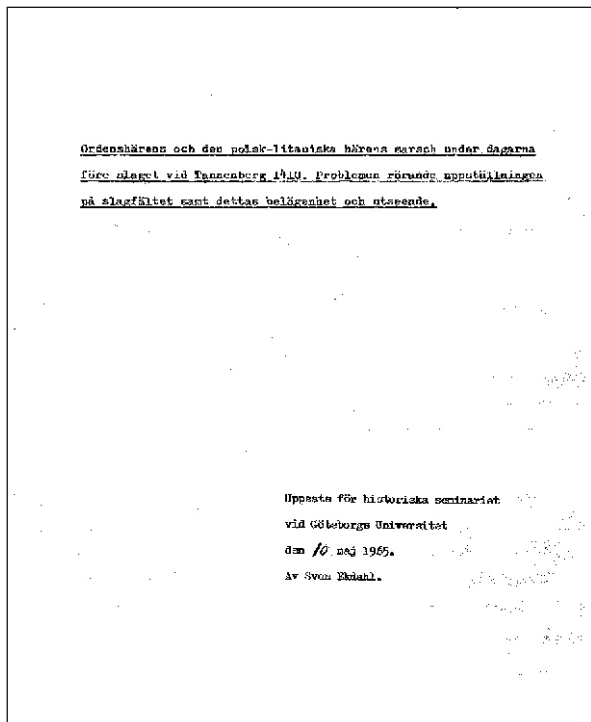 Ordenshärens och den polsk-litauiska härens marsch under dagarna
före slaget vid Tannenberg 1410. Problemen rörande uppställningen
på slagfältet samt dettas belägenhet och utseende.
Uppsats för historiska seminariet
vid Göteborgs Universitet
den 10 maj 1965.
Av Sven Ekdahl.